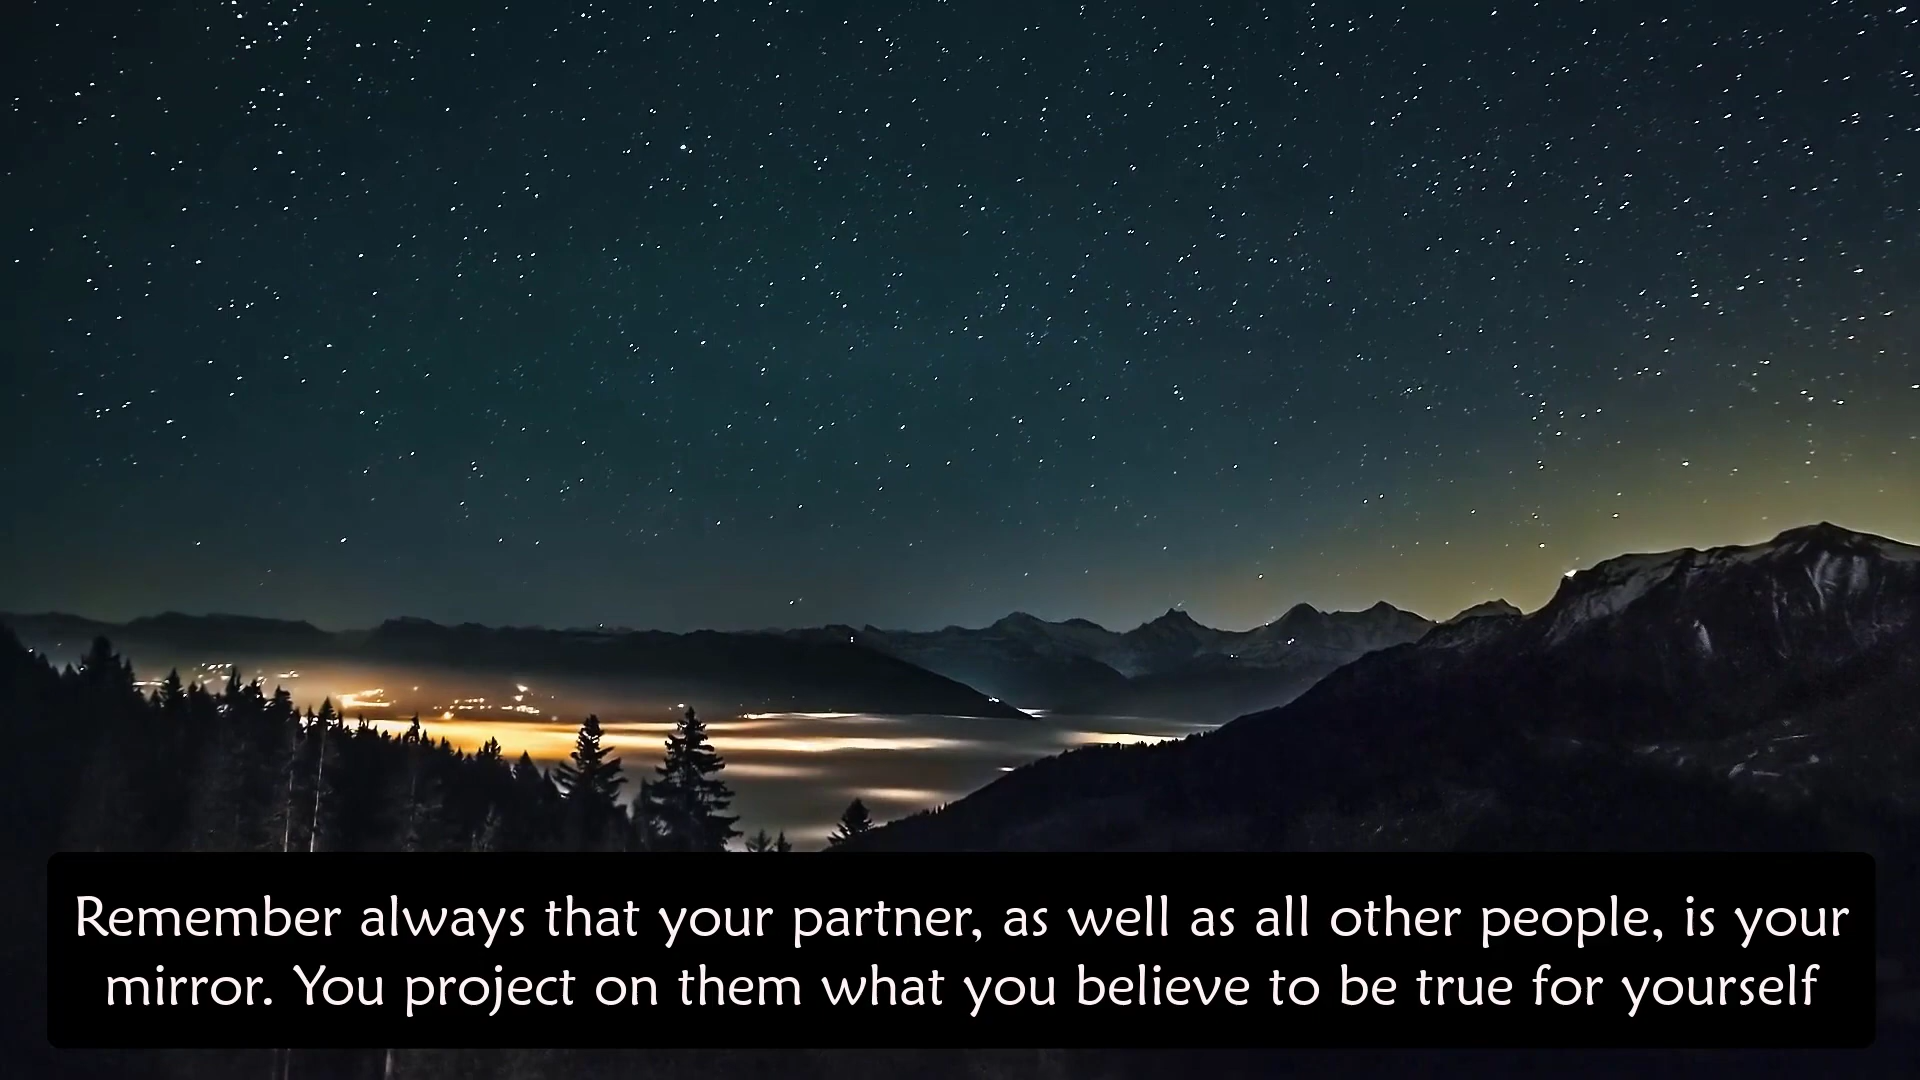 Remember always that your partner, as well as all other people, is your
mirror. You project on them what you believe to be true for yourself